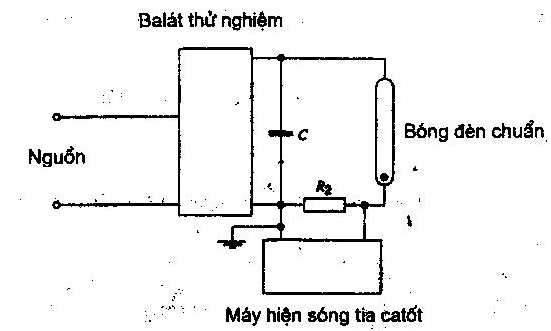 Balát thử nghiệm
C
Bóng đèn chuẩn
Nguồn
R2
Máy hiện sóng tia catốt